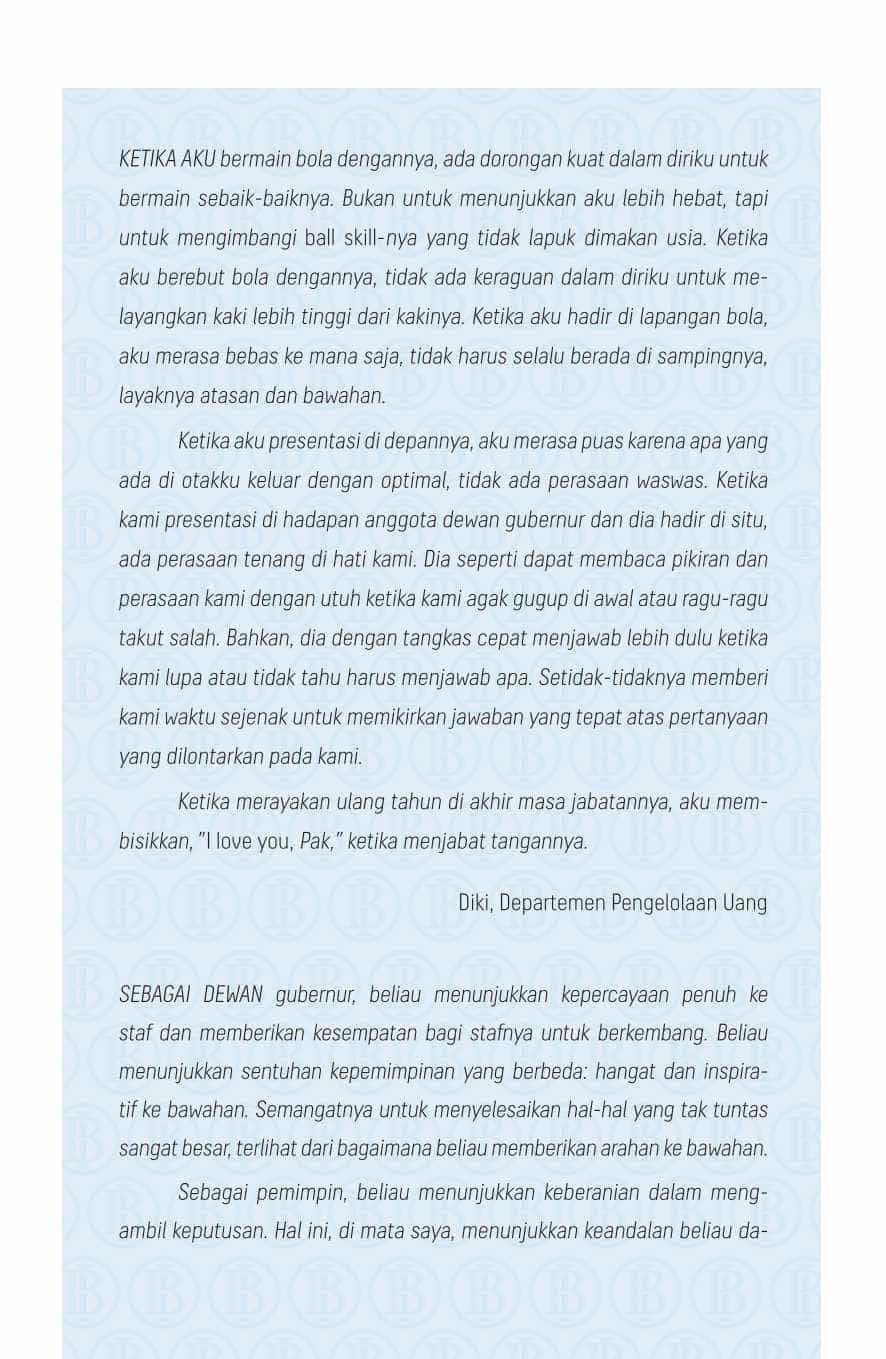 KETIKA AKU bermain bola dengannya, ada dorongan kuat dalam diriku untuk
bermain sebaik-baiknya. Bukan untuk menunjukkan aku lebih hebat, tapi
untuk mengimbangi ball skill-nya yang tidak lapuk dimakan usia. Ketika
aku berebut bola dengannya, tidak ada keraguan dalam diriku untuk me-
layangkan kaki lebih tinggi dari kakinya. Ketika aku hadir di lapangan bola,
aku merasa bebas ke mana saja, tidak harus selalu berada di sampingnya,
layaknya atasan dan bawahan.
Ketika aku presentasi di depannya, aku merasa puas karena apa yang
ada di otakku keluar dengan optimal, tidak ada perasaan waswas. Ketika
kami presentasi di hadapan anggota dewan gubernur dan dia hadir di situ,
ada perasaan tenang di hati kami. Dia seperti dapat membaca pikiran dan
perasaan kami dengan utuh ketika kami agak gugup di awal atau ragu-ragu
takut salah. Bahkan, dia dengan tangkas cepat menjawab lebih dulu ketika
kami lupa atau tidak tahu harus menjawab apa. Setidak-tidaknya memberi
kami waktu sejenak untuk memikirkan jawaban yang tepat atas pertanyaan
yang dilontarkan pada kami.
Ketika merayakan ulang tahun di akhir masa jabatannya, aku mem-
bisikkan, "I love you, Pak," ketika menjabat tangannya.
Diki, Departemen Pengelolaan Uang
SEBAGAI DEWAN gubernur, beliau menunjukkan kepercayaan penuh ke
staf dan memberikan kesempatan bagi stafnya untuk berkembang. Beliau
menunjukkan sentuhan kepemimpinan yang berbeda: hangat dan inspira-
tif ke bawahan. Semangatnya untuk menyelesaikan hal-hal yang tak tuntas
sangat besar, terlihat dari bagaimana beliau memberikan arahan ke bawahan.
Sebagai pemimpin, beliau menunjukkan keberanian dalam meng-
ambil keputusan. Hal ini, di mata saya, menunjukkan keandalan beliau da-